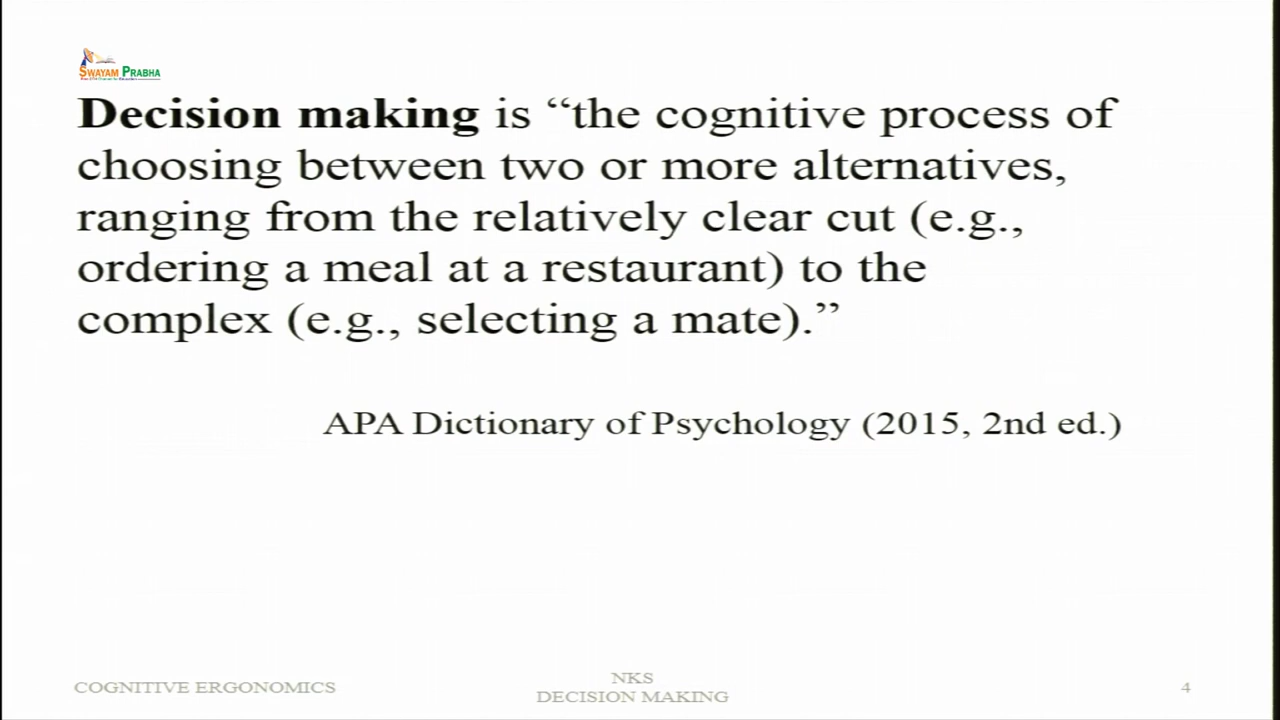 SWAYAM PRABHA
Decision making is “the cognitive process of
choosing between two or more alternatives,
ranging from the relatively clear cut (e.g.,
ordering a meal at a restaurant) to the
complex (e.g., selecting a mate).”
APA Dictionary of Psychology (2015, 2nd ed.)
COGNITIVE ERGONOMICS
NKS
DECISION MAKING
4